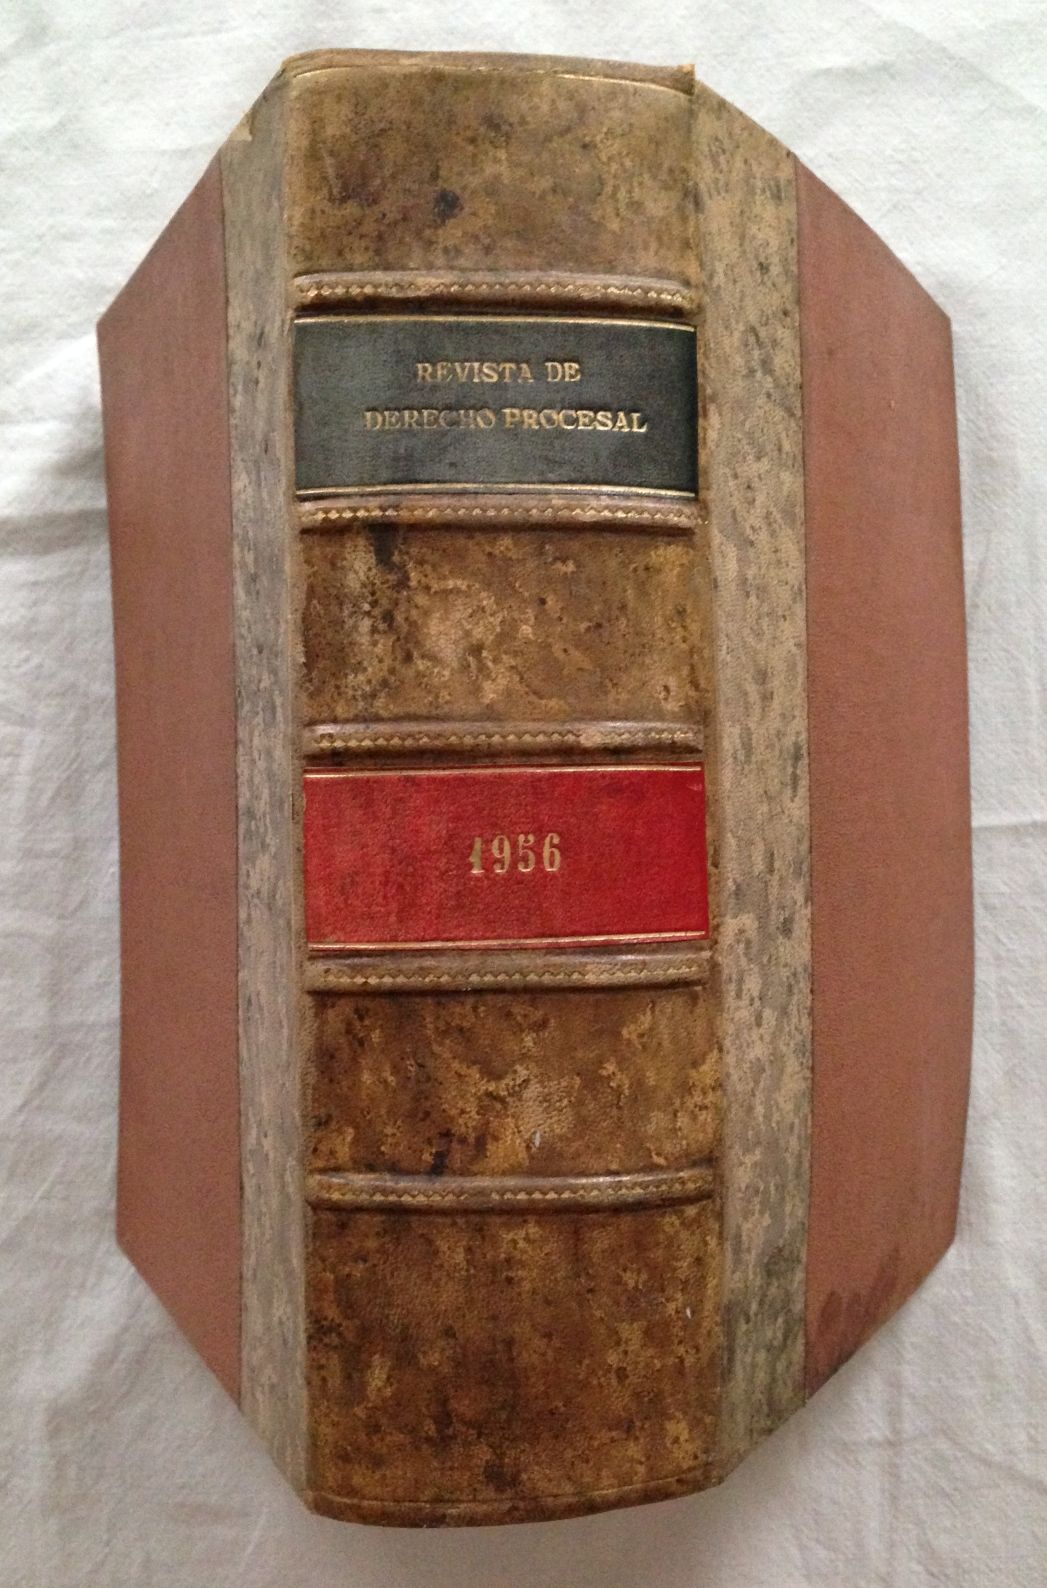 REVISTA DE
DERECHO PROCESAL
1956